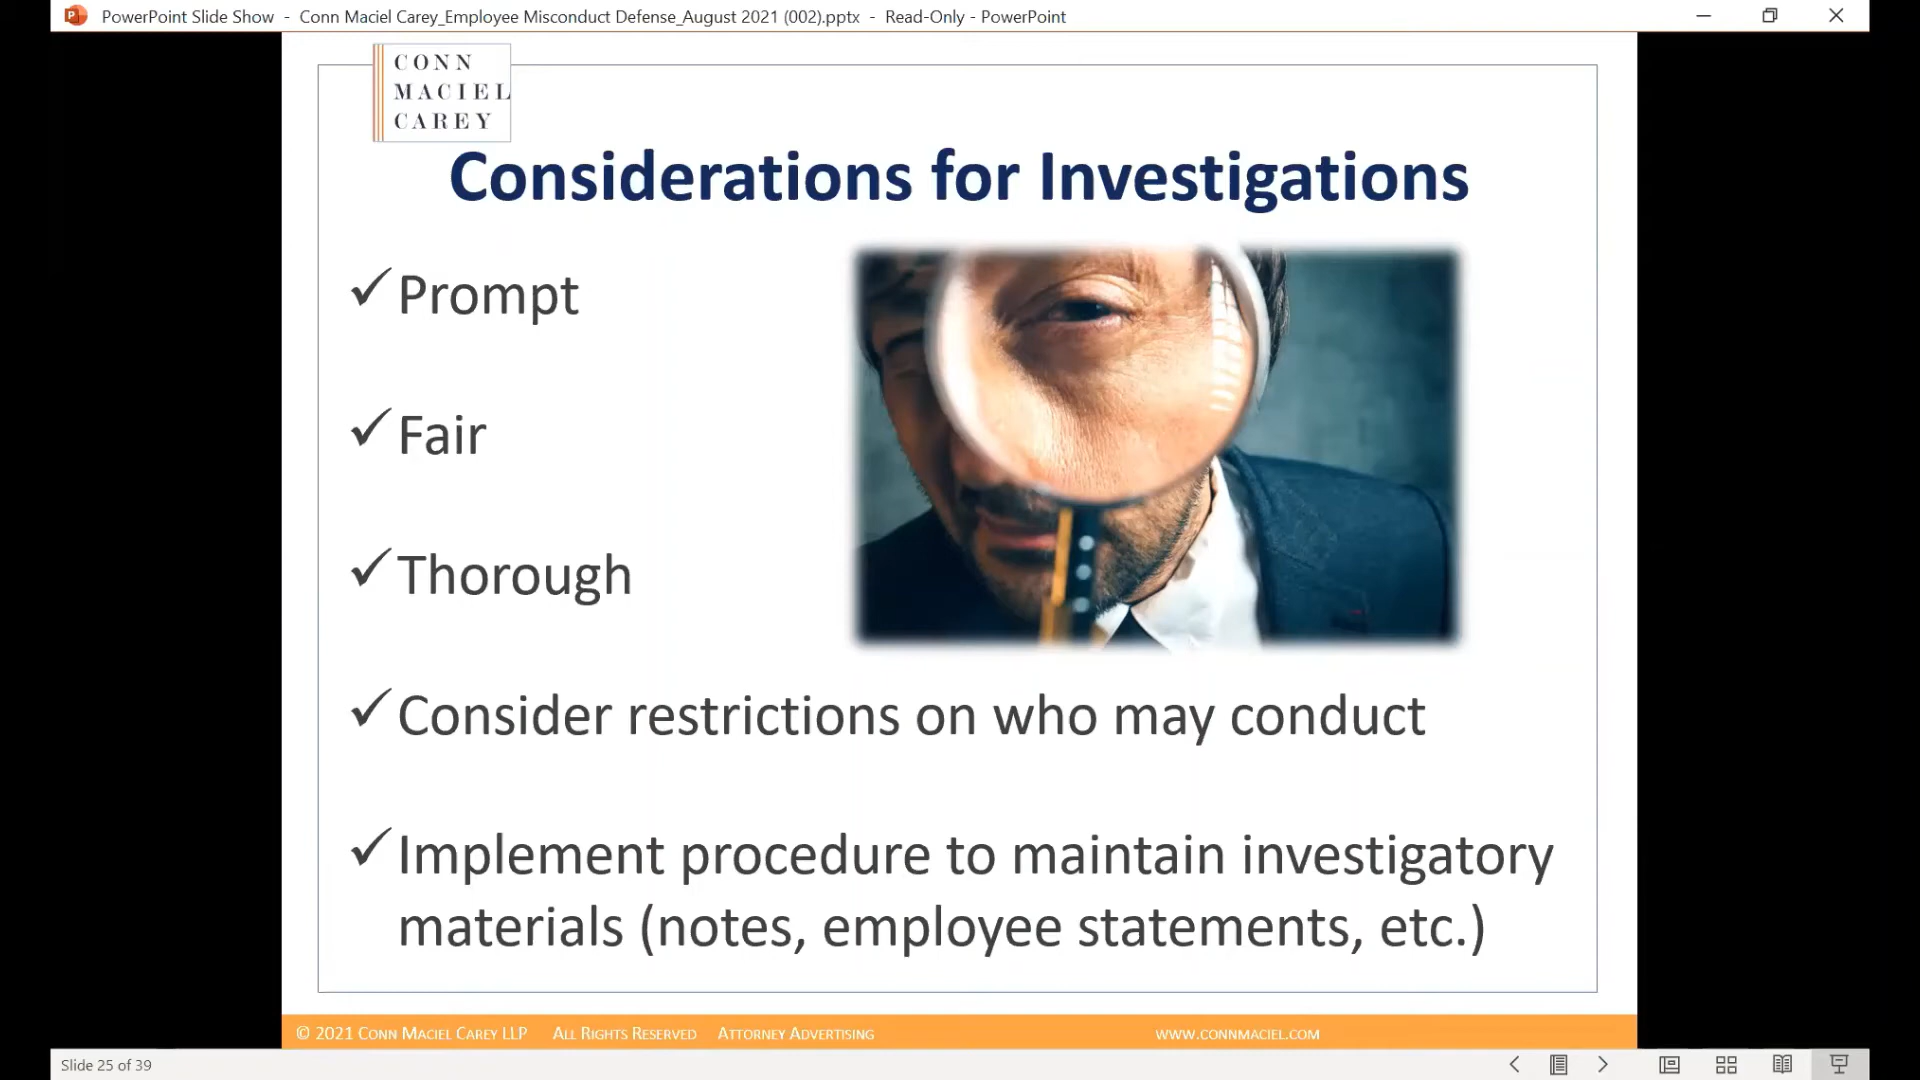 PowerPoint Slide Show - Conn Maciel Carey_Employee Misconduct Defense_August 2021 (002).pptx - Read-Only - PowerPoint
CONN
MACIEL
CAREY
Considerations for Investigations
✓Prompt
✓Fair
✓Thorough
✓Consider restrictions on who may conduct
✓Implement procedure to maintain investigatory
materials (notes, employee statements, etc.)
© 2021 CONN MACIEL CAREY LLP ALL RIGHTS RESERVED ATTORNEY ADVERTISING WWW.CONNMACIEL.COM
Slide 25 of 39